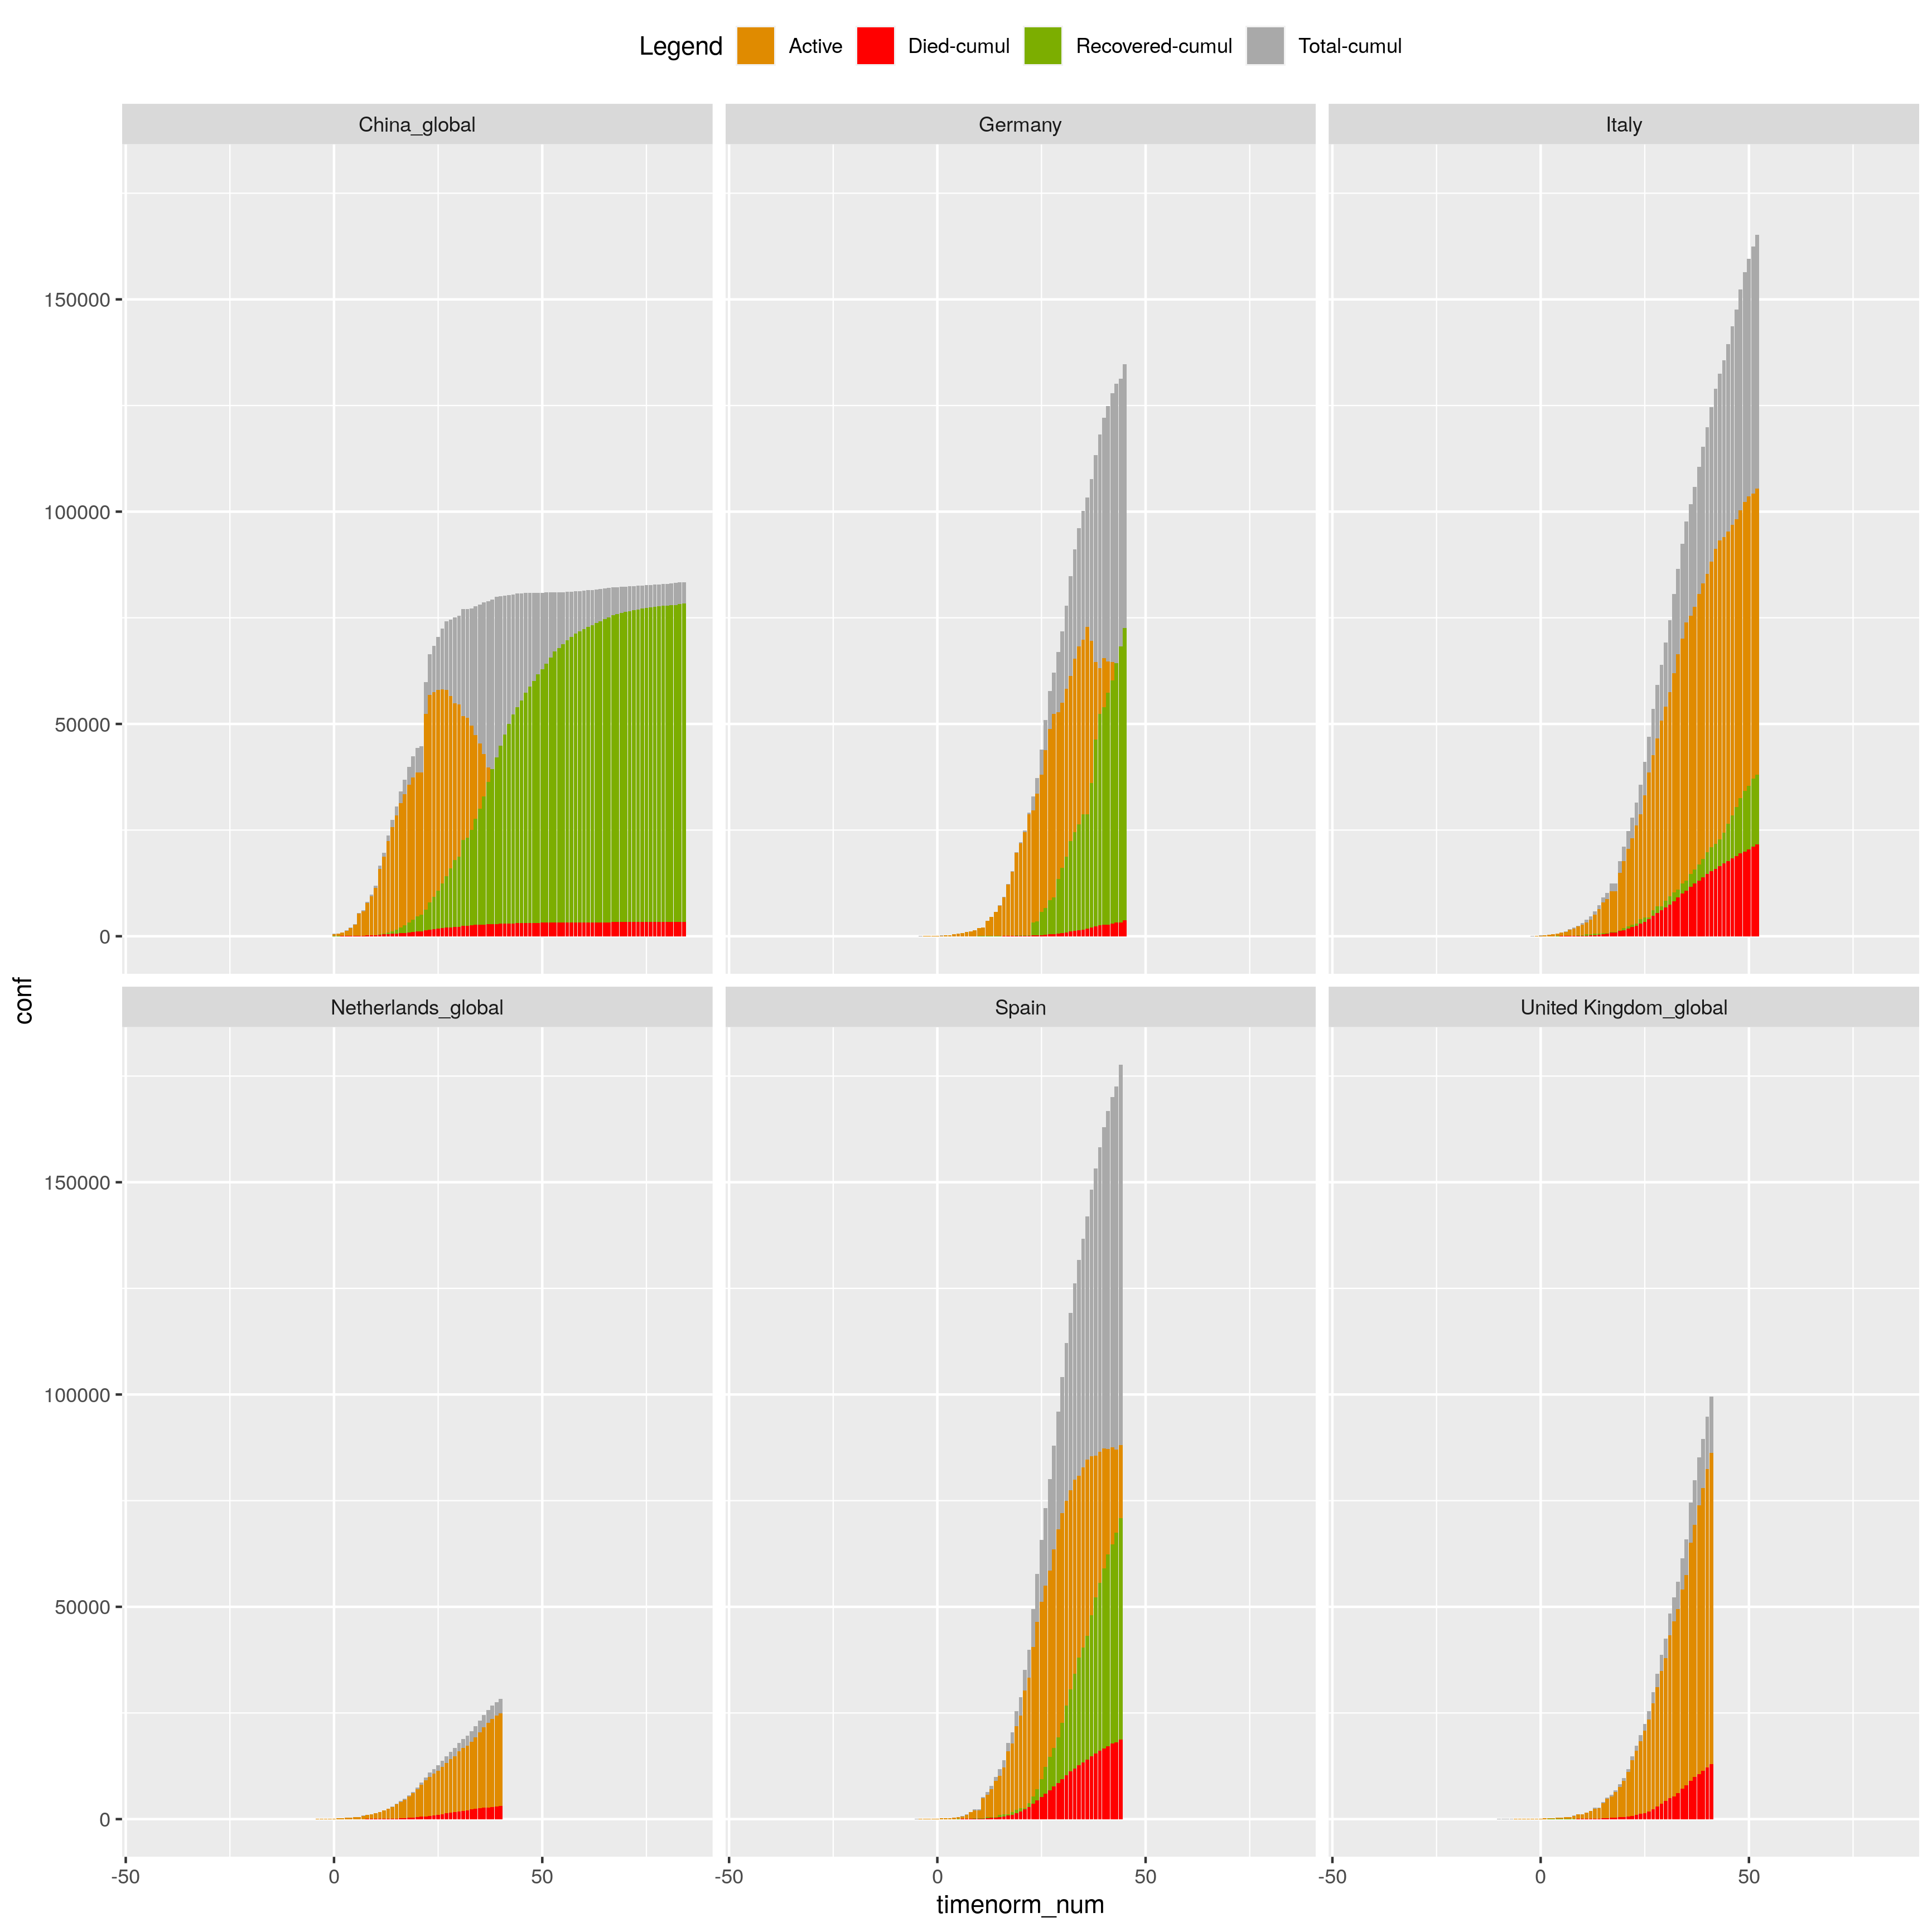 Legend Active Died-cumul Recovered-cumul Total-cumul
China_global Germany Italy
150000
100000
50000
0
conf
Netherlands_global Spain United Kingdom_global
150000
100000
50000
0
-50 0 50 -50 0 50 -50 0 50
timenorm_num